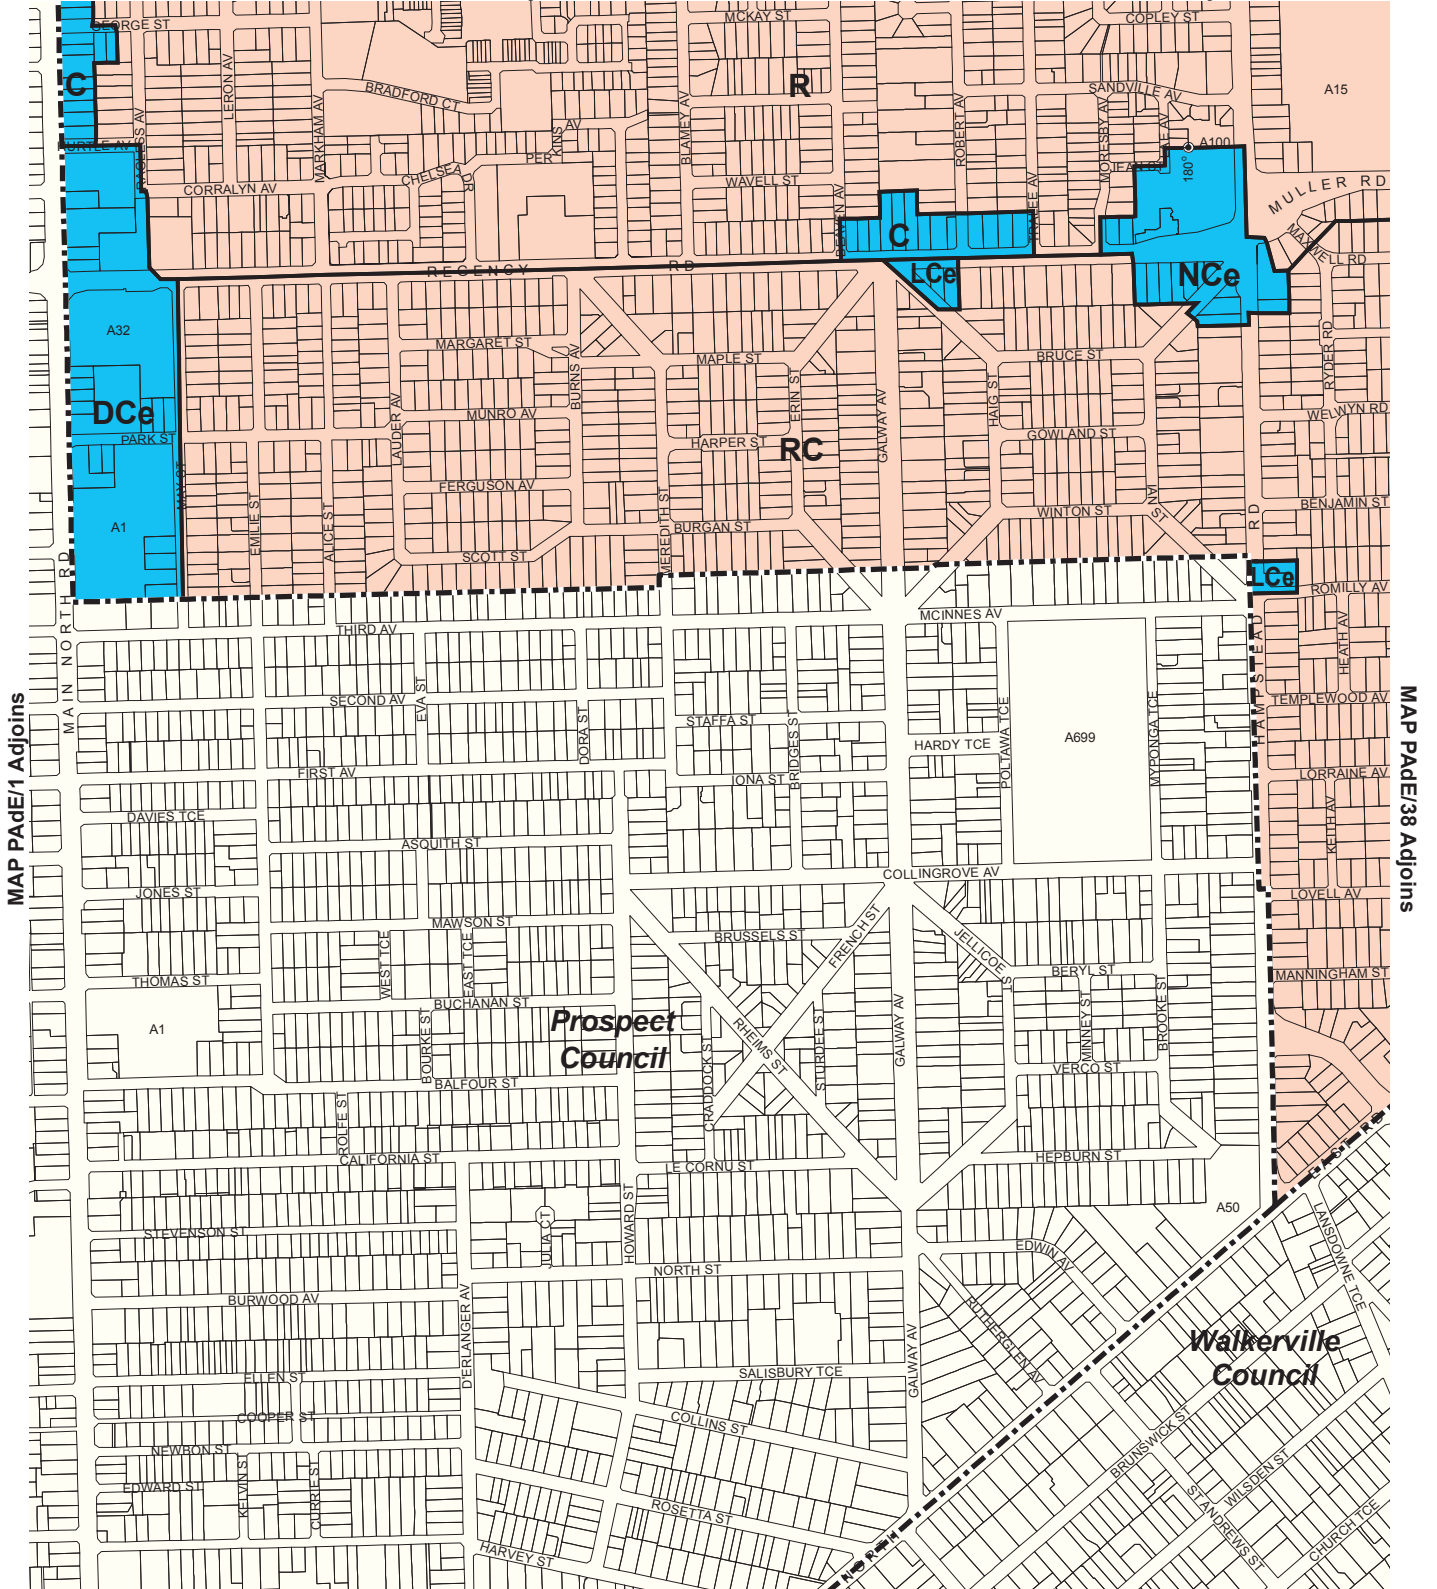 GEORGE ST
MCKAY ST
COPLEY ST
C
LERON AV
BRADFORD CT
MARKHAM AV
R
BLAMEY AV
ROBERT AV
SANDVILLE AV
MORESBY AV
A15
A100
180°
AV
PER
CHELSEA
DR
CORRALYN AV
WAVELL ST
MULLER RD
MAXWELL RD
C
LCe
NCe
REGENCY RD
A32
MARGARET ST
BURNS AV
MAPLE ST
BRUCE ST
RYDER RD
DCe
PARK ST
MUNRO AV
LAUDER AV
HARPER ST
ERIN ST
RC
GALWAY AV
HAIG ST
GOWLAND ST
WELWYN RD
MAY ST
A1
EMILIE ST
ALICE ST
FERGUSON AV
SCOTT ST
MEREDITH ST
BURGAN ST
WINTON ST
IAN ST
BENJAMIN ST
LCe
ROMILLY AV
MAIN NORTH RD
THIRD AV
MCINNES AV
HAMPSTEAD RD
HEATH AV
MAP PAdE/1 Adjoins
MAP PAdE/38 Adjoins
SECOND AV
EVA ST
DORA ST
STAFFA ST
BRIDGES ST
HARDY TCE
POLTAWA TCE
A699
MYPONGA TCE
TEMPLEWOOD AV
FIRST AV
IONA ST
LORRAINE AV
DAVIES TCE
ASQUITH ST
KEITH AV
JONES ST
COLLINGROVE AV
LOVELL AV
MAWSON ST
BRUSSELS ST
FRENCH ST
JELLICOE ST
THOMAS ST
WEST TCE
EAST TCE
BERYL ST
MANNINGHAM ST
BUCHANAN ST
A1
Prospect
Council
BOURKE ST
CRADDOCK ST
RHEIMS ST
STURDEE ST
GALWAY AV
MINNEY ST
BROOKE ST
BALFOUR ST
VERCO ST
ROLFE ST
CALIFORNIA ST
LE CORNU ST
HEPBURN ST
EAST RD
A50
STEVENSON ST
JULIA CT
HOWARD ST
EDWIN AV
LANSDOWNE TCE
NORTH ST
BURWOOD AV
D'ERLANGER AV
RUTHERGLEN AV
Walkerville
Council
GALWAY AV
ELLEN ST
SALISBURY TCE
COOPER ST
COLLINS ST
NEWBON ST
BRUNSWICK ST
EDWARD ST
KELVIN ST
CURRIE ST
ROSETTA ST
WILSDEN ST
ST ANDREWS ST
CHURCH TCE
HARVEY ST
NORTH